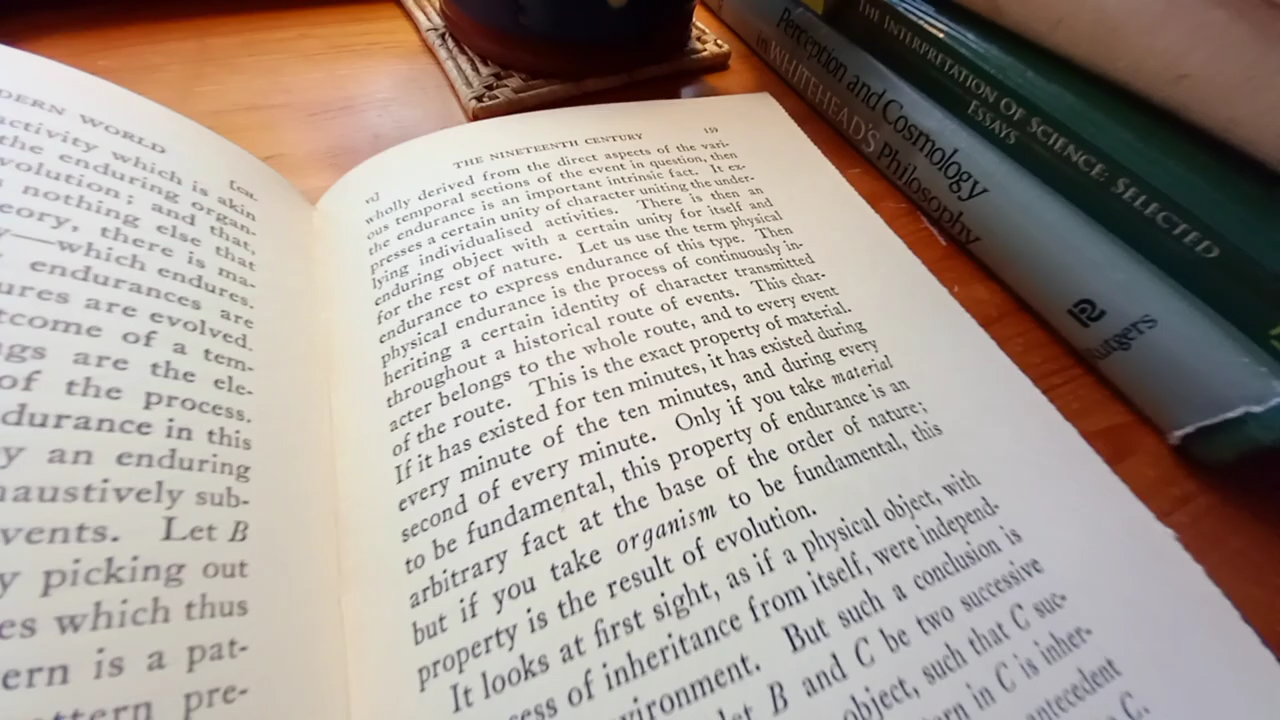 DERN WORLD
[CH.
activity which is akin
the enduring organ-
volution; and that,
nothing else that
eory, there is ma-
—which endures.
endurances are
ures are evolved.
tcome of a tem-
ngs are the ele-
of the process.
durance in this
y an enduring
haustively sub-
vents. Let B
y picking out
es which thus
ern is a pat-
pre-
THE NINETEENTH CENTURY 159
v]
wholly derived from the direct aspects of the vari-
ous temporal sections of the event in question, then
the endurance is an important intrinsic fact. It ex-
presses a certain unity of character uniting the under-
lying individualised activities. There is then an
enduring object with a certain unity for itself and
for the rest of nature. Let us use the term physical
endurance to express endurance of this type. Then
physical endurance is the process of continuously in-
heriting a certain identity of character transmitted
throughout a historical route of events. This char-
acter belongs to the whole route, and to every event
of the route. This is the exact property of material.
If it has existed for ten minutes, it has existed during
every minute of the ten minutes, and during every
second of every minute. Only if you take material
to be fundamental, this property of endurance is an
arbitrary fact at the base of the order of nature;
but if you take organism to be fundamental, this
property is the result of evolution.
It looks at first sight, as if a physical object, with
cess of inheritance from itself, were independ-
vironment. But such a conclusion is
let B and C be two successive
object, such that C suc-
ern in C is inher-
antecedent
C.
Perception and Cosmology
in WHITEHEAD'S Philosophy
Rutgers
THE INTERPRETATION OF SCIENCE: SELECTED
ESSAYS